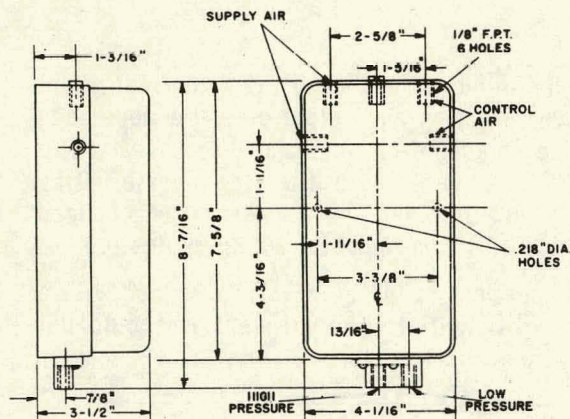 SUPPLY AIR
2-5/8"
1/8" F.P.T.
6 HOLES
1-3/16"
1-5/16"
CONTROL
AIR
1-11/16"
8-7/16"
7-5/8"
4-3/16"
1-11/16"
3-3/8"
.218" DIA.
HOLES
13/16"
7/8"
3-1/2"
PRESSURE
LOW
PRESSURE
4-1/16"